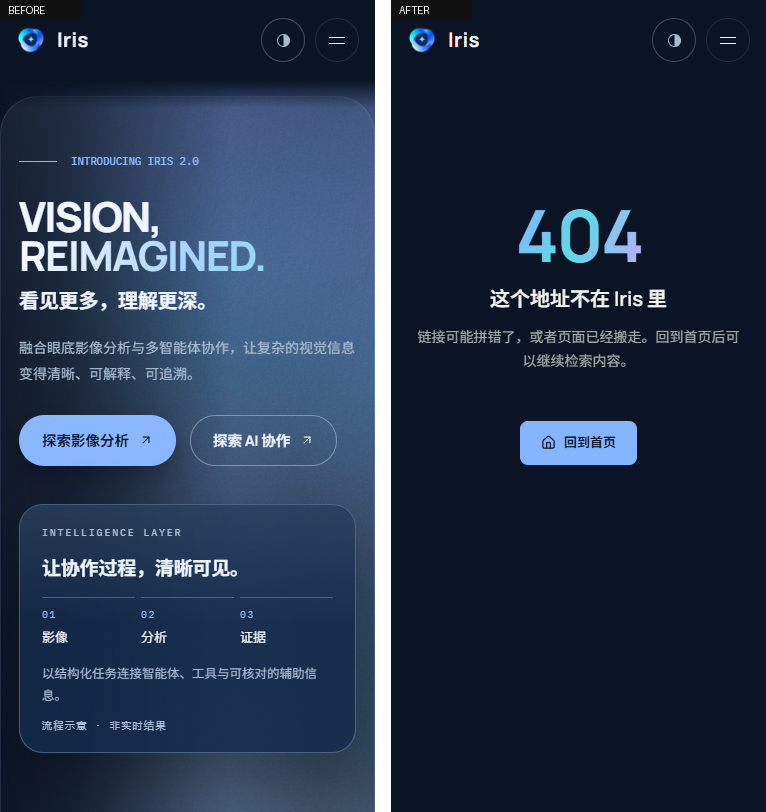 BEFORE
Iris
INTRODUCING IRIS 2.0
VISION,
REIMAGINED.
看见更多，理解更深。
融合眼底影像分析与多智能体协作，让复杂的视觉信息
变得清晰、可解释、可追溯。
探索影像分析
探索 AI 协作
INTELLIGENCE LAYER
让协作过程，清晰可见。
01 02 03
影像 分析 证据
以结构化任务连接智能体、工具与可核对的辅助信
息。
流程示意 · 非实时结果
AFTER
Iris
404
这个地址不在 Iris 里
链接可能拼错了，或者页面已经搬走。回到首页后可
以继续检索内容。
回到首页